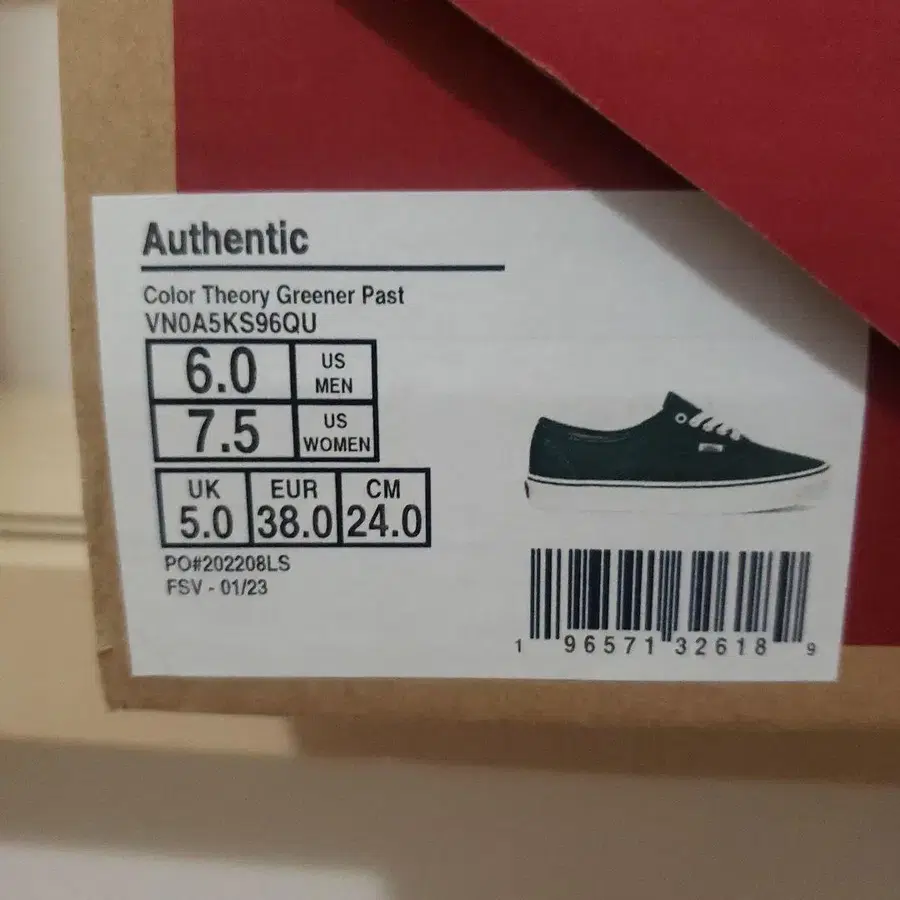 Authentic
Color Theory Greener Past
VN0A5KS96QU
6.0 US MEN
7.5 US WOMEN
UK EUR CM
5.0 38.0 24.0
PO#202208LS
FSV - 01/23
1 96571 32618 9